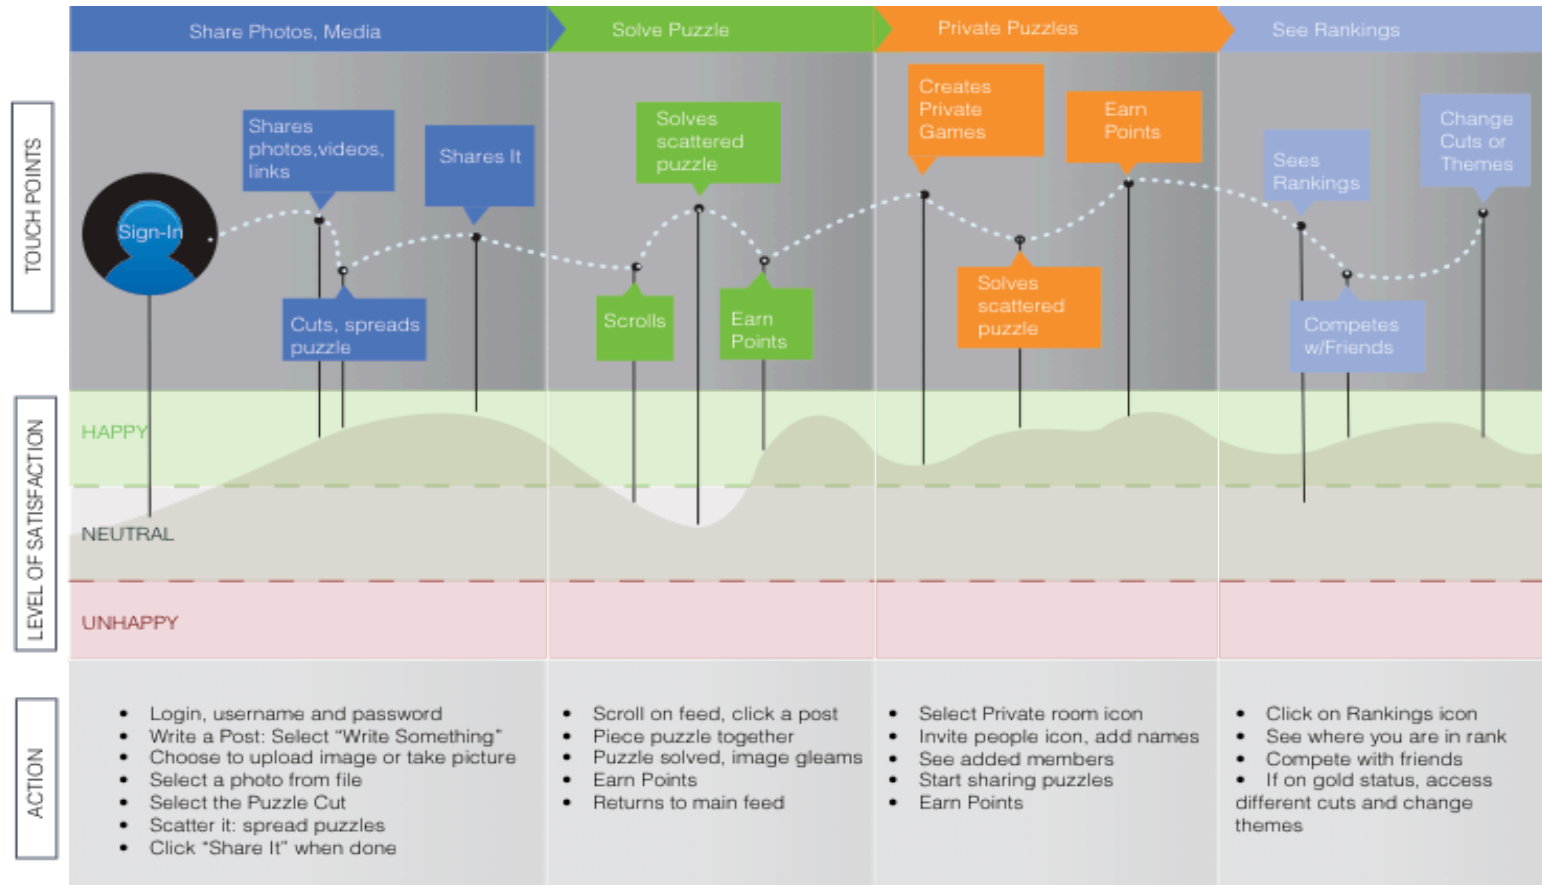 Share Photos, Media
Solve Puzzle
Private Puzzles
See Rankings
TOUCH POINTS
Sign-In
Shares
photos,videos,
links
Cuts, spreads
puzzle
Shares It
Scrolls
Solves
scattered
puzzle
Earn
Points
Creates
Private
Games
Solves
scattered
puzzle
Earn
Points
Sees
Rankings
Competes
w/Friends
Change
Cuts or
Themes
LEVEL OF SATISFACTION
HAPPY
NEUTRAL
UNHAPPY
ACTION
• Login, username and password
• Write a Post: Select “Write Something”
• Choose to upload image or take picture
• Select a photo from file
• Select the Puzzle Cut
• Scatter it: spread puzzles
• Click “Share It” when done
• Scroll on feed, click a post
• Piece puzzle together
• Puzzle solved, image gleams
• Earn Points
• Returns to main feed
• Select Private room icon
• Invite people icon, add names
• See added members
• Start sharing puzzles
• Earn Points
• Click on Rankings icon
• See where you are in rank
• Compete with friends
• If on gold status, access
different cuts and change
themes